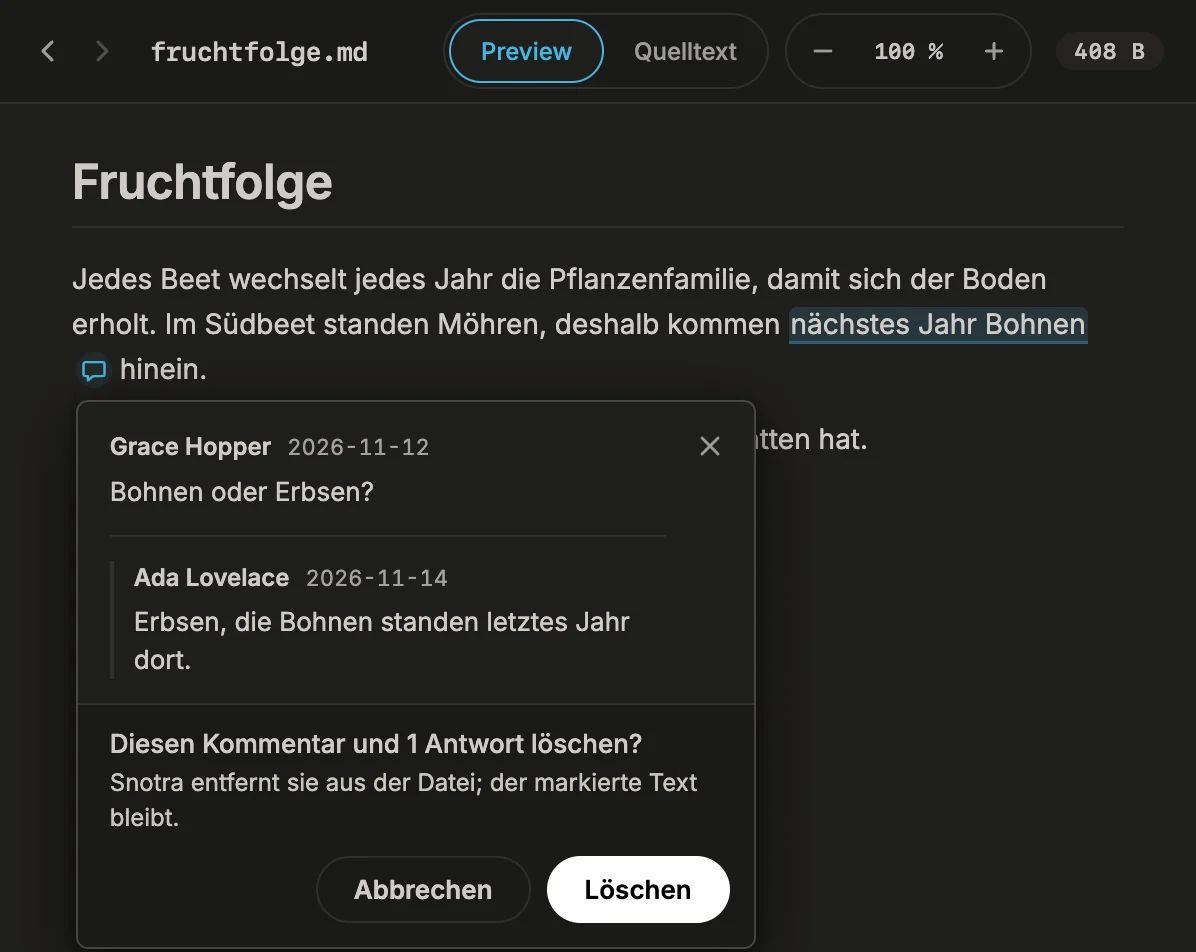 fruchtfolge.md
Preview
Quelltext
100 %
408 B
Fruchtfolge
Jedes Beet wechselt jedes Jahr die Pflanzenfamilie, damit sich der Boden
erholt. Im Südbeet standen Möhren, deshalb kommen nächstes Jahr Bohnen
hinein.
hat.
Grace Hopper 2026-11-12
Bohnen oder Erbsen?
Ada Lovelace 2026-11-14
Erbsen, die Bohnen standen letztes Jahr
dort.
Diesen Kommentar und 1 Antwort löschen?
Snotra entfernt sie aus der Datei; der markierte Text
bleibt.
Abbrechen
Löschen